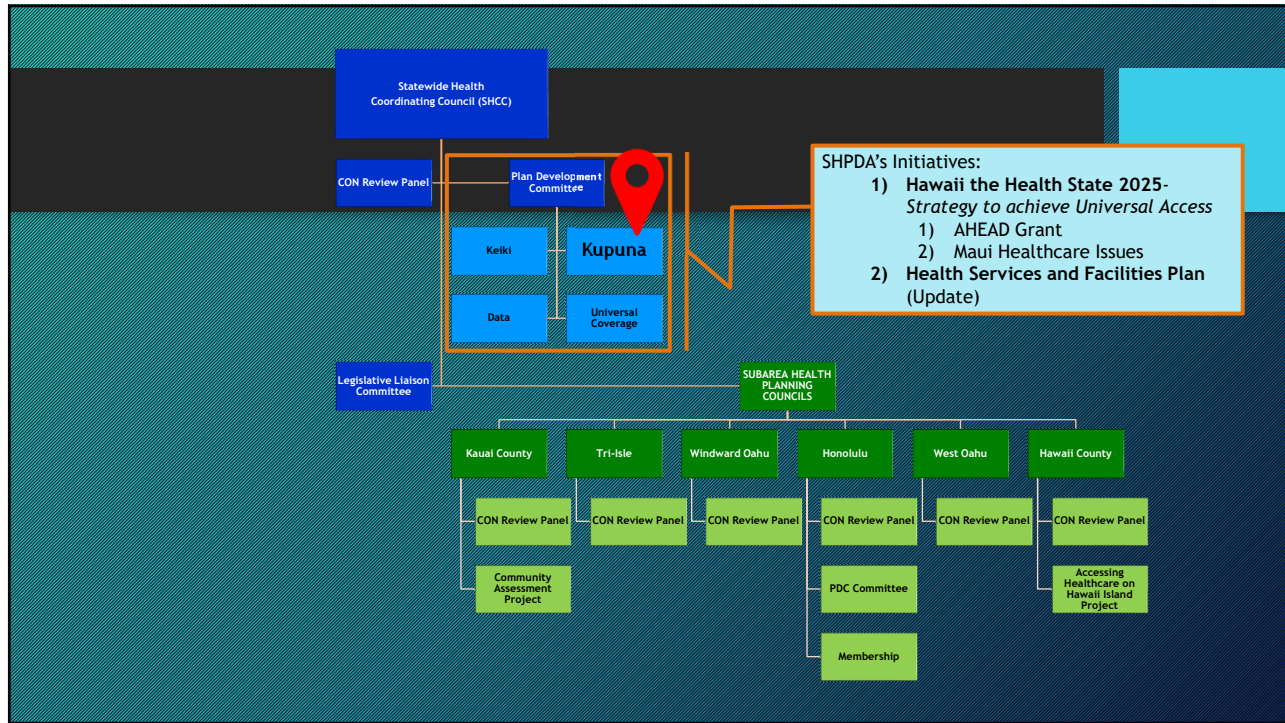 Statewide Health
Coordinating Council (SHCC)
CON Review Panel
Plan Development
Committee
Keiki
Kupuna
Data
Universal
Coverage
SHPDA's Initiatives:
1) Hawaii the Health State 2025-
Strategy to achieve Universal Access
1) AHEAD Grant
2) Maui Healthcare Issues
2) Health Services and Facilities Plan
(Update)
Legislative Liaison
Committee
SUBAREA HEALTH
PLANNING
COUNCILS
Kauai County
Tri-Isle
Windward Oahu
Honolulu
West Oahu
Hawaii County
CON Review Panel
CON Review Panel
CON Review Panel
CON Review Panel
CON Review Panel
CON Review Panel
Community
Assessment
Project
PDC Committee
Accessing
Healthcare on
Hawaii Island
Project
Membership